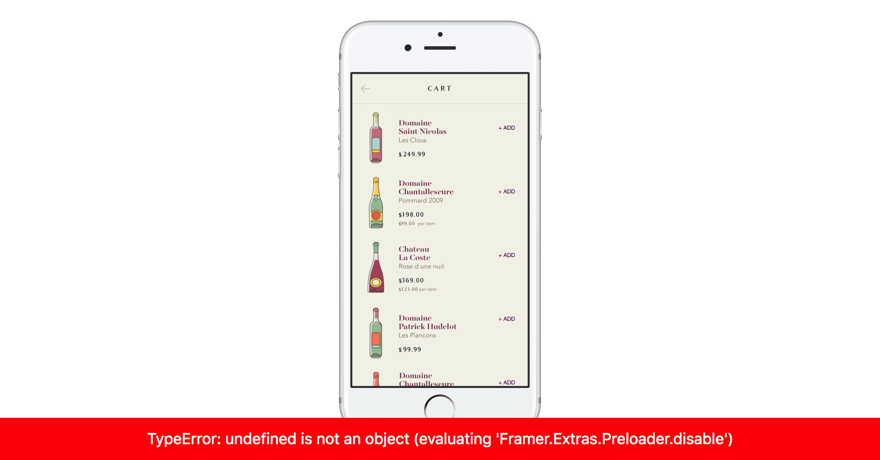 CART
Domaine
Saint Nicolas
+ ADD
Les Clous
$249.99
Domaine
Chantallescure
+ ADD
Pommard 2009
$198.00
$99.00 per item
Chateau
La Coste
+ ADD
Rose d une nuit
$369.00
$123.00 per item
Domaine
Patrick Hudelot
+ ADD
Les Plancons
$99.99
Domaine
Chantallescure
+ ADD
TypeError: undefined is not an object (evaluating 'Framer.Extras.Preloader.disable')